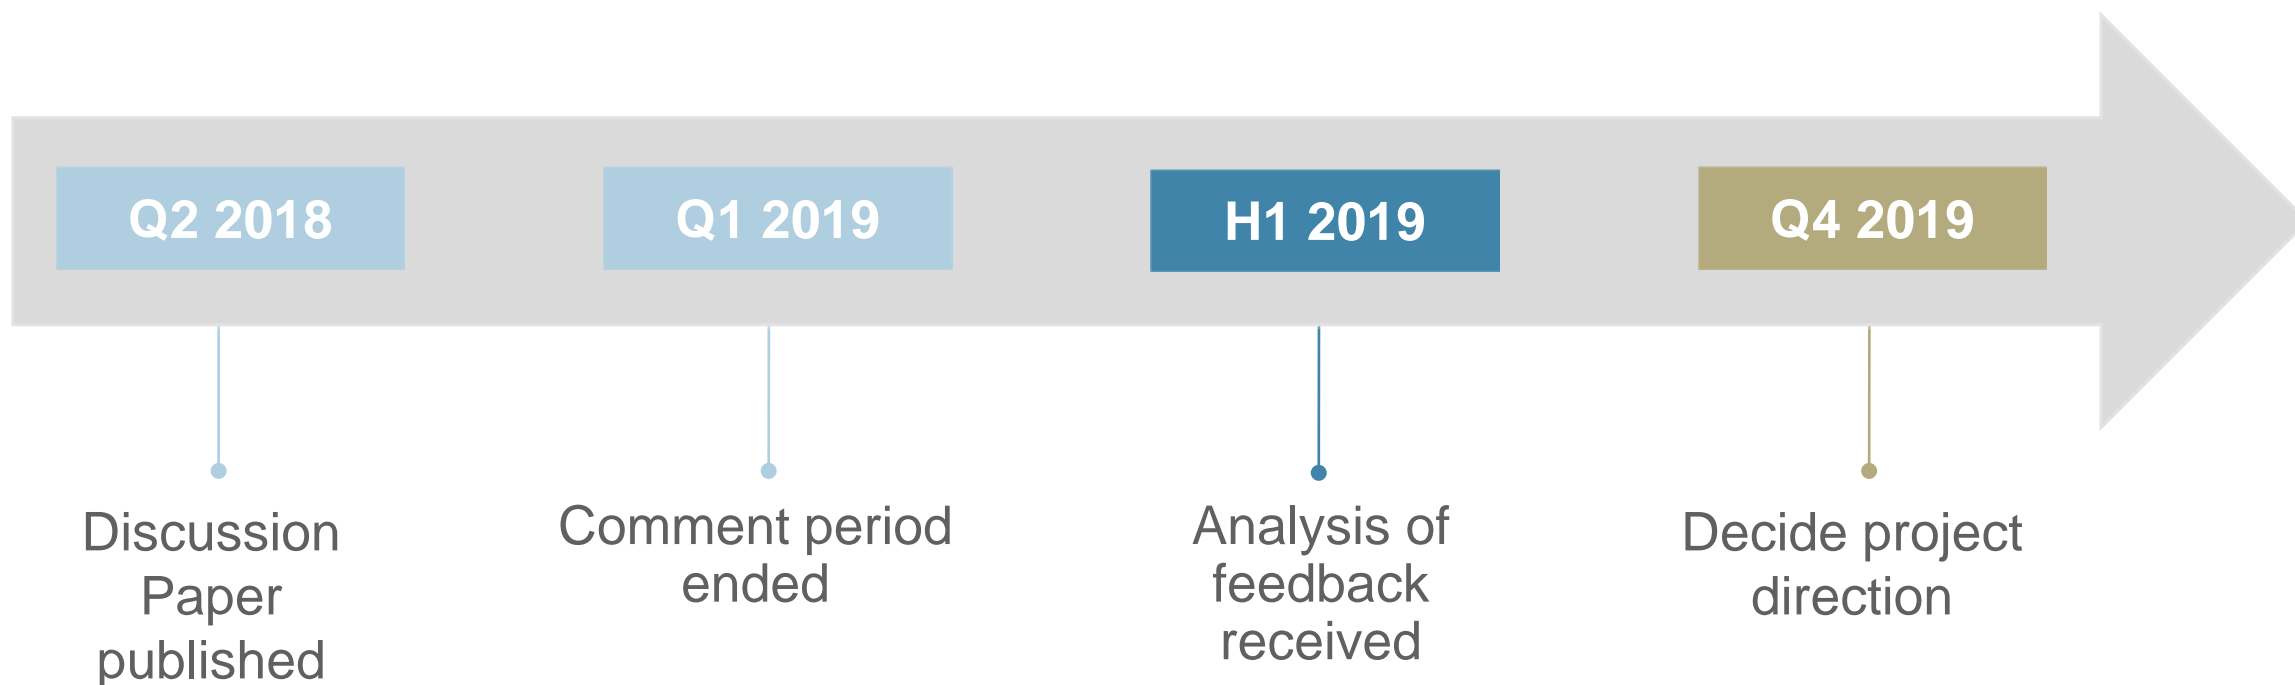 Q2 2018
Q1 2019
H1 2019
Q4 2019
Discussion
Paper
published
Comment period
ended
Analysis of
feedback
received
Decide project
direction